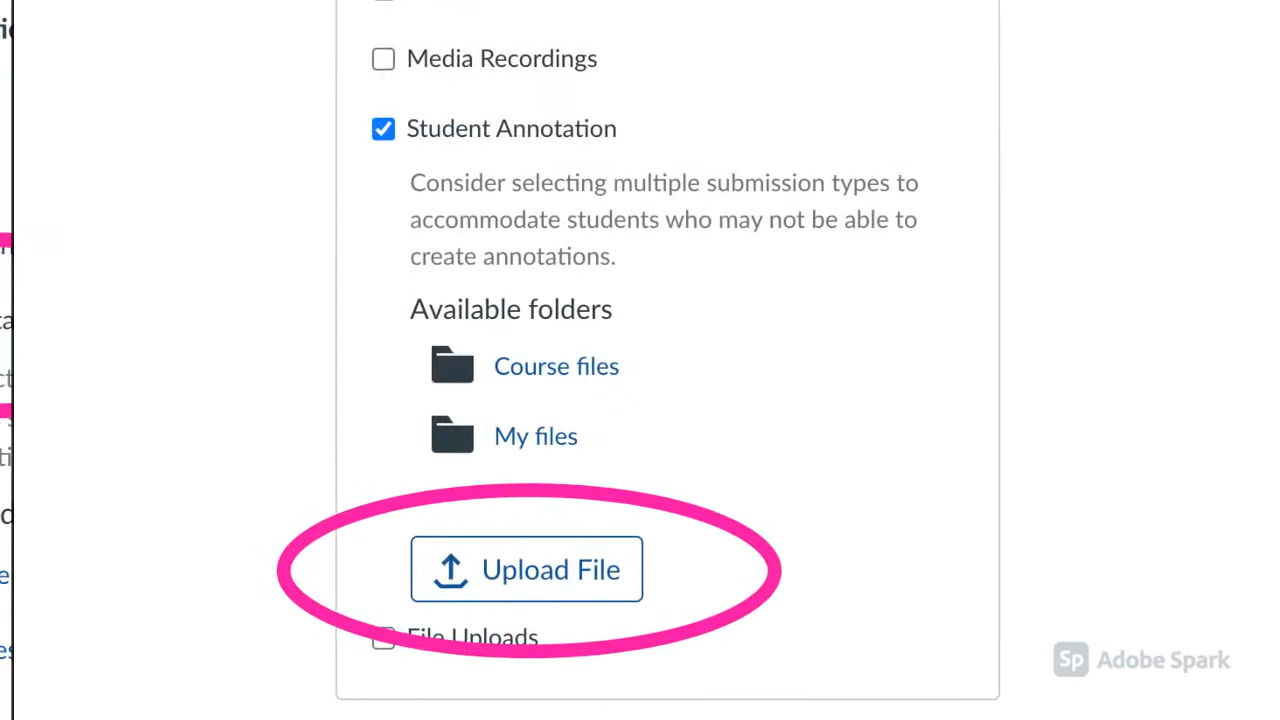 Media Recordings
Student Annotation
Consider selecting multiple submission types to
accommodate students who may not be able to
create annotations.
Available folders
Course files
My files
Upload File
File Uploads
Sp Adobe Spark